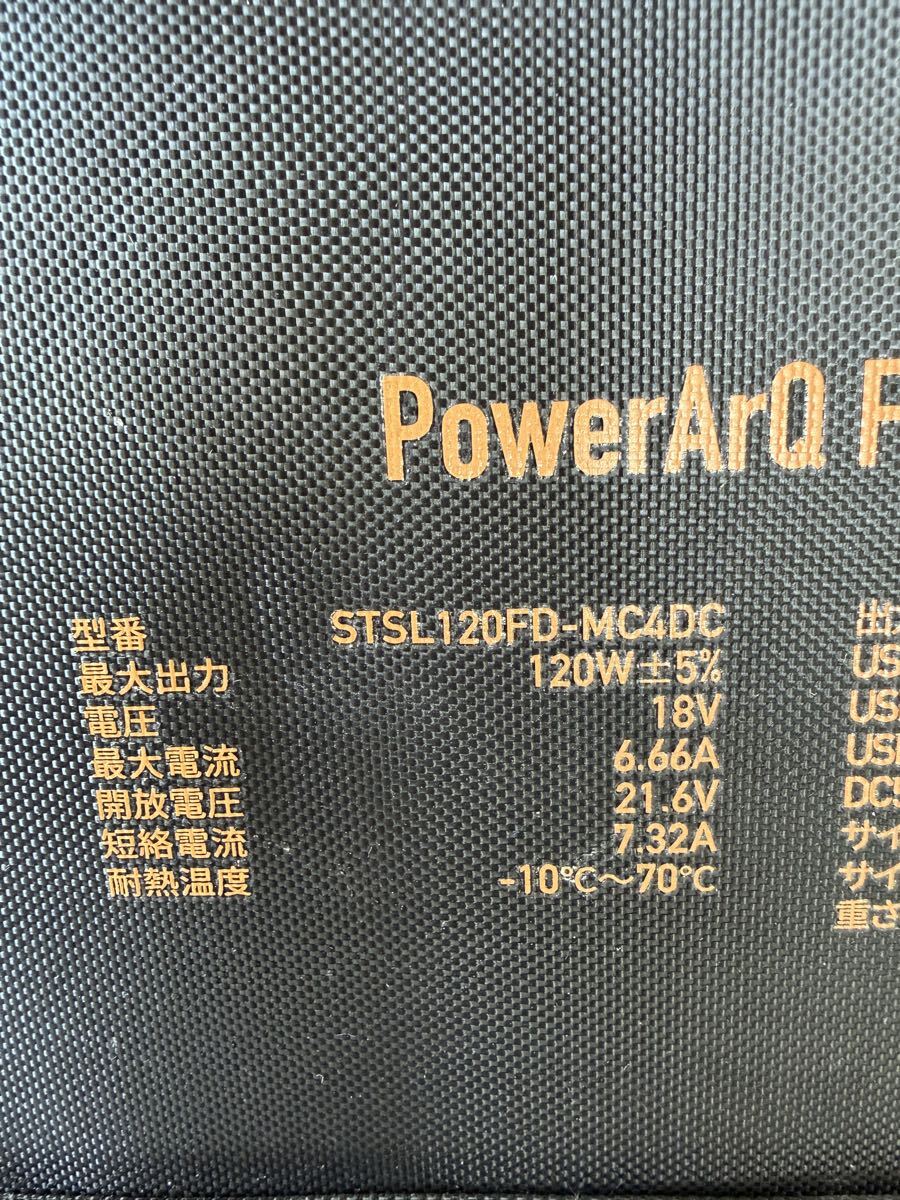 PowerArQ
型番 STSL120FD-MC4DC
最大出力 120W±5%
電圧 18V
最大電流 6.66A
開放電圧 21.6V
短絡電流 7.32A
耐熱温度 -10℃～70℃
重さ